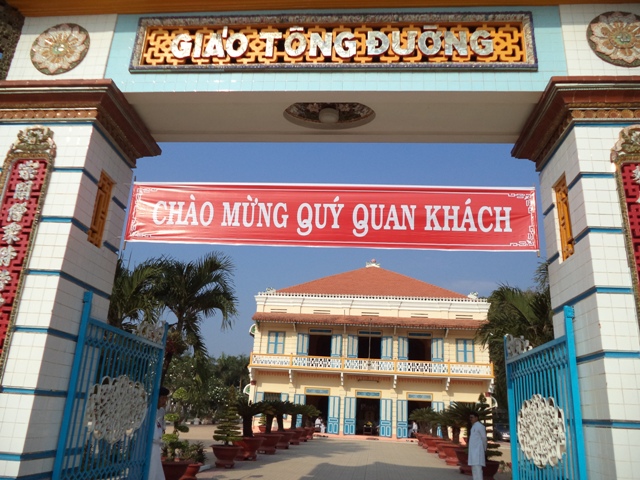 GIÁO TÔNG ĐƯỜNG
CHÀO MỪNG QUÝ QUAN KHÁCH